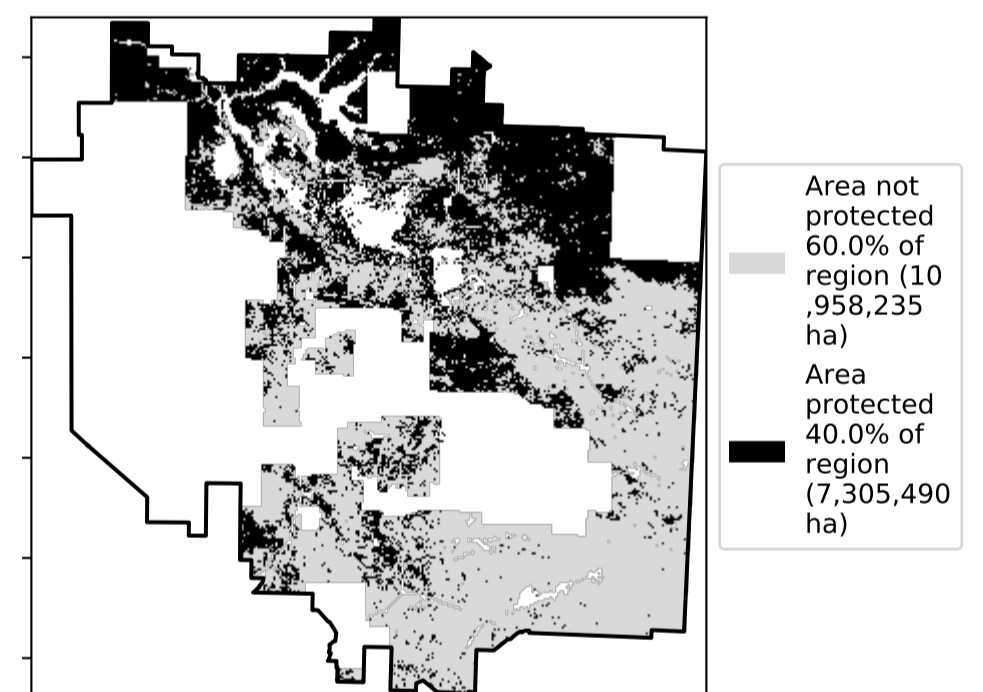 Area not
protected
60.0% of
region (10
,958,235
ha)
Area
protected
40.0% of
region
(7,305,490
ha)